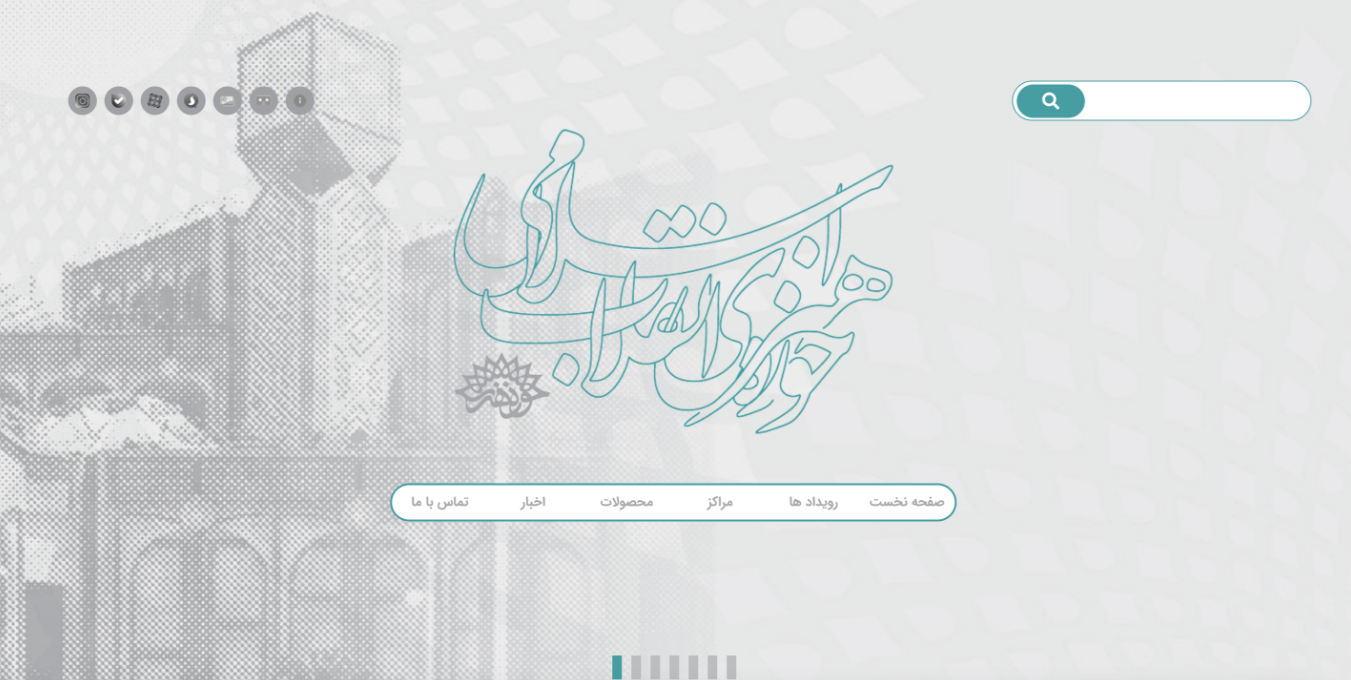 حوزه هنری انقلاب اسلامی
حوزه هنری
صفحه نخست
رویداد ها
مراکز
محصولات
اخبار
تماس با ما